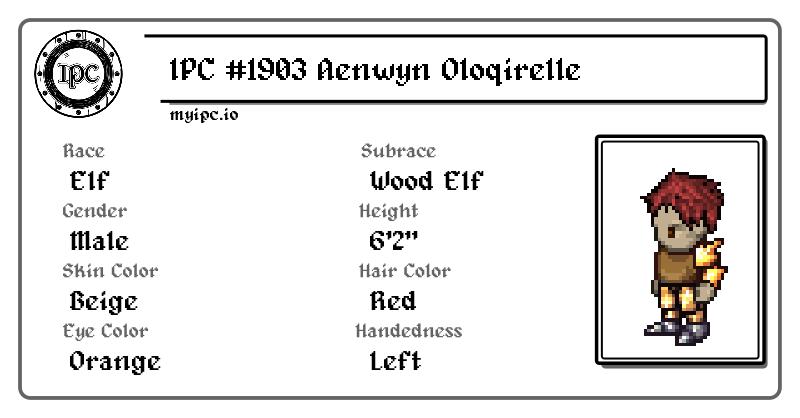 IPC
IPC #1903 Aenwyn Oloqirelle
myipc.io
Race
Elf
Subrace
Wood Elf
Gender
Male
Height
6'2"
Skin Color
Beige
Hair Color
Red
Eye Color
Orange
Handedness
Left